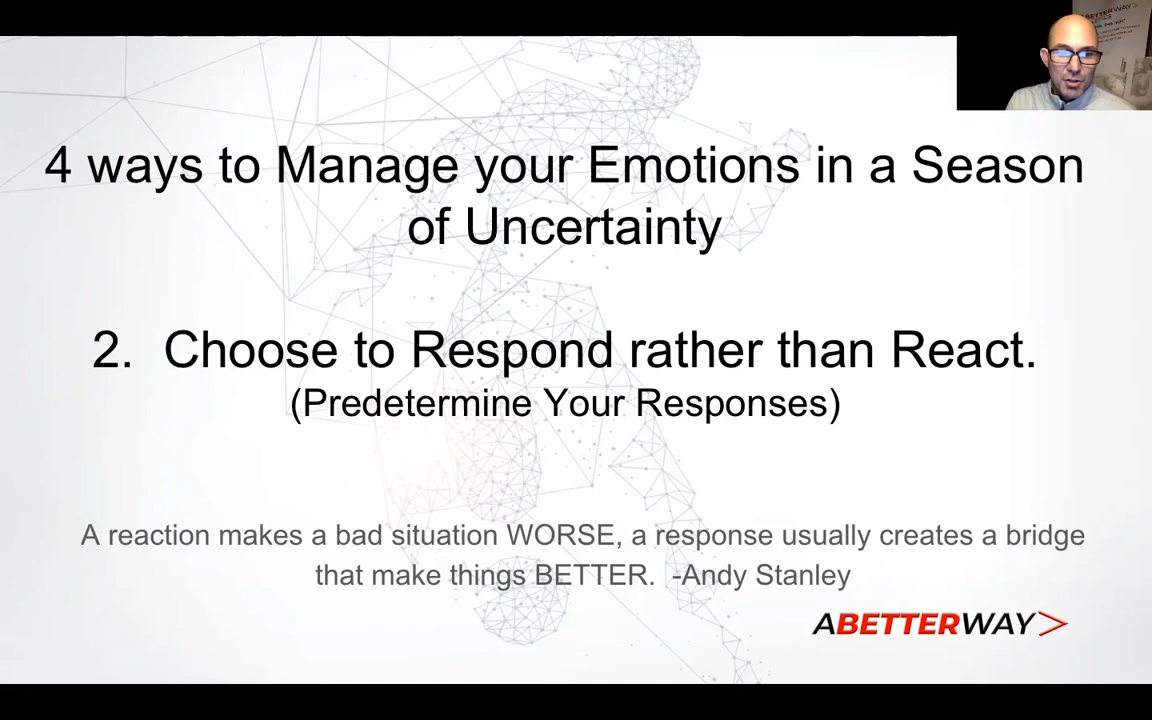 ABETTERWAY>
4 ways to Manage your Emotions in a Season
of Uncertainty
2. Choose to Respond rather than React.
(Predetermine Your Responses)
A reaction makes a bad situation WORSE, a response usually creates a bridge
that make things BETTER. -Andy Stanley
ABETTERWAY>